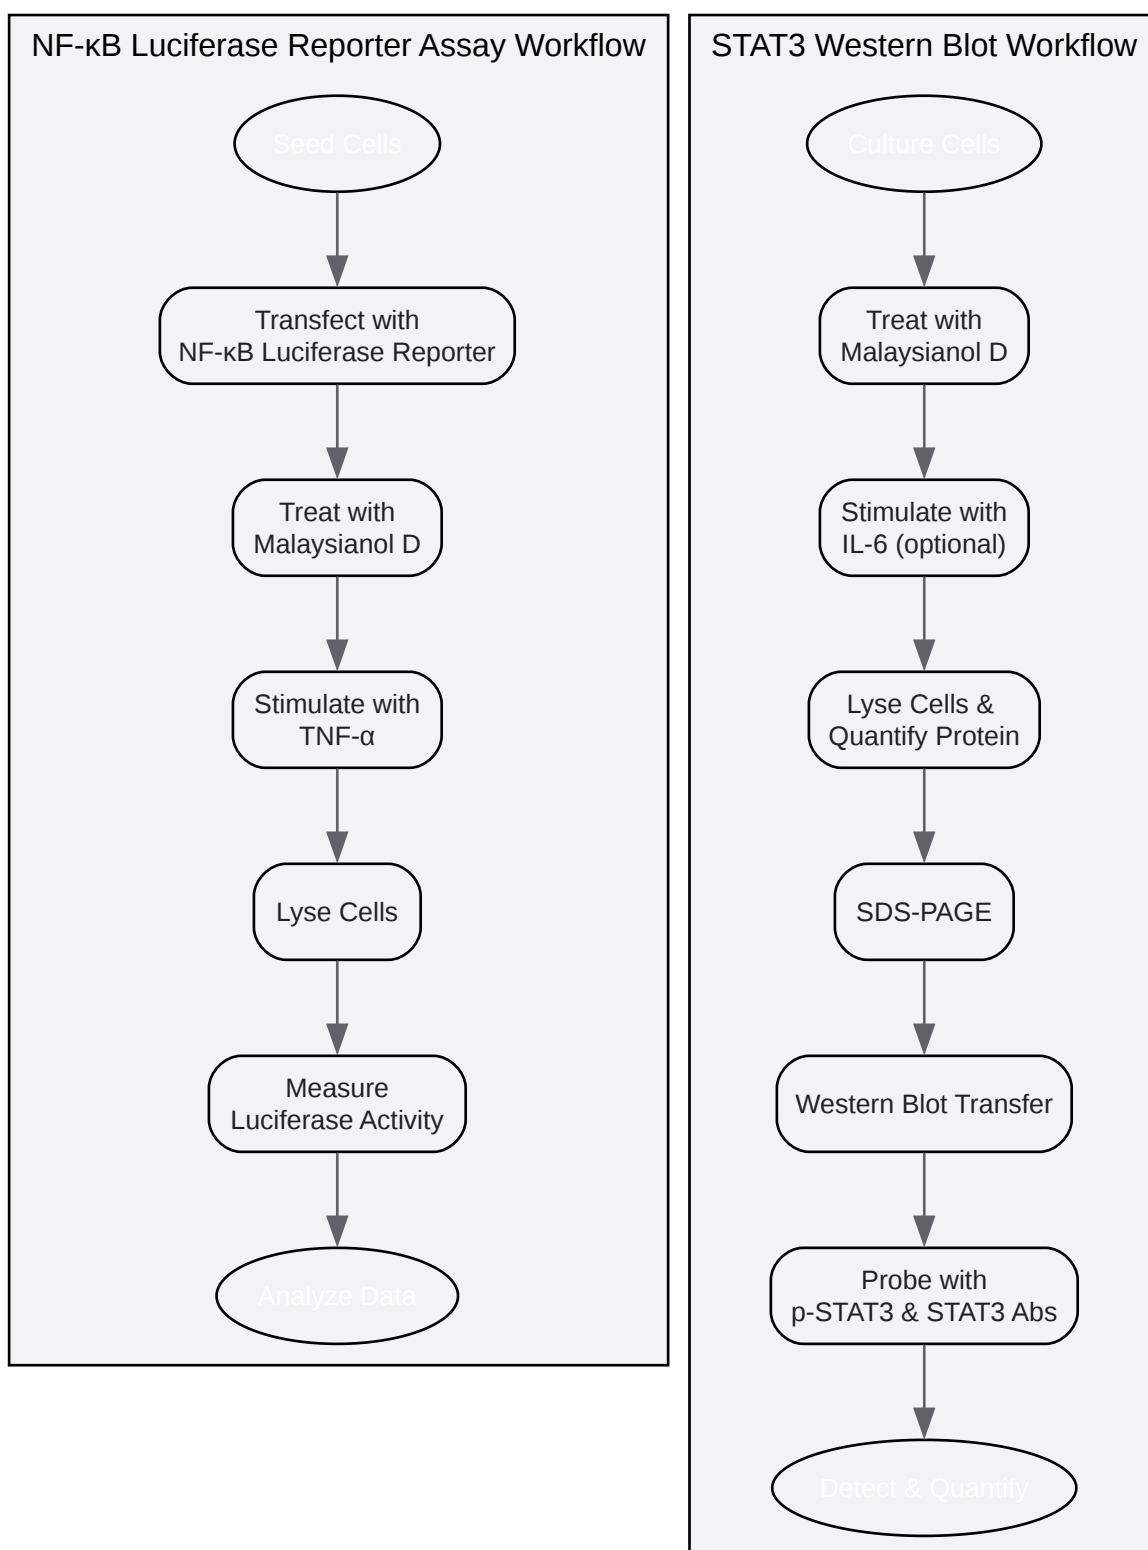 NF-κB Luciferase Reporter Assay Workflow
Seed Cells
Transfect with
NF-κB Luciferase Reporter
Treat with
Malaysianol D
Stimulate with
TNF-α
Lyse Cells
Measure
Luciferase Activity
Analyze Data
STAT3 Western Blot Workflow
Culture Cells
Treat with
Malaysianol D
Stimulate with
IL-6 (optional)
Lyse Cells &
Quantify Protein
SDS-PAGE
Western Blot Transfer
Probe with
p-STAT3 & STAT3 Abs
Detect & Quantify